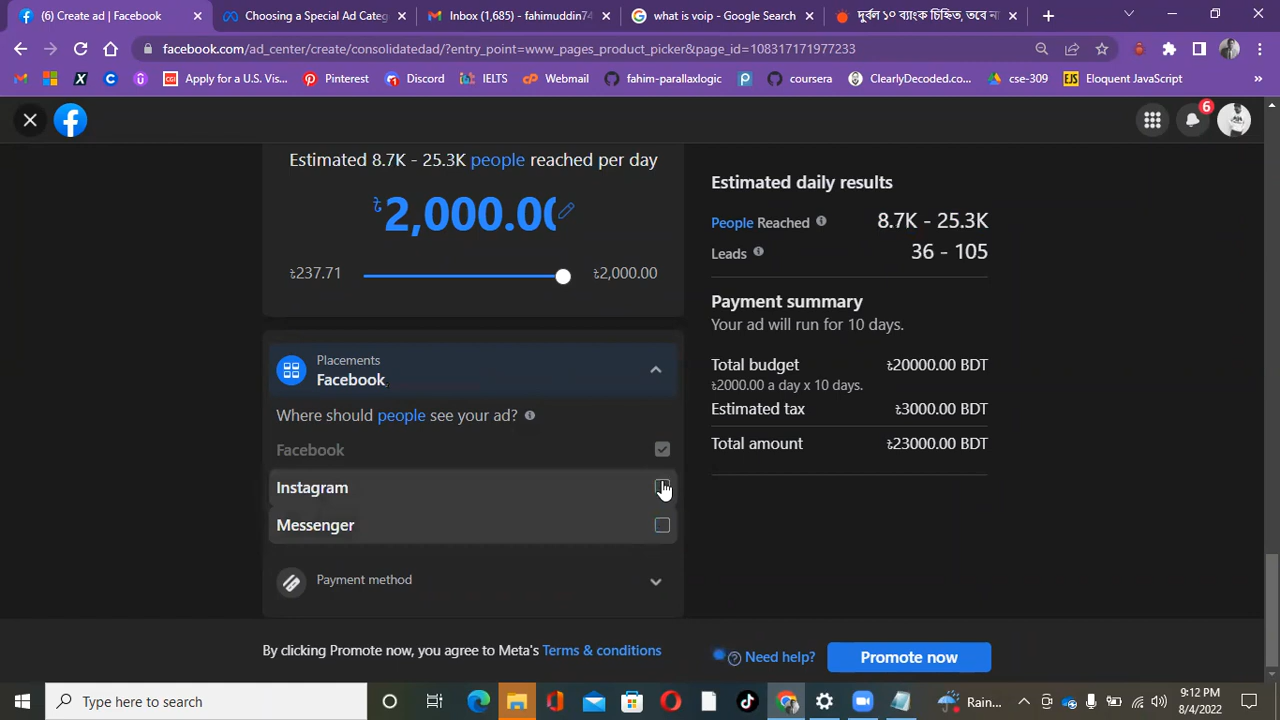 (6) Create ad | Facebook
Choosing a Special Ad Categ
Inbox (1,685) - fahimuddin74
what is voip - Google Search
দুর্বল ১০ ব্যাংক চিহ্নিত, তবে না
facebook.com/ad_center/create/consolidatedad/?entry_point=www_pages_product_picker&page_id=108317171977233
Apply for a U.S. Vis...
Pinterest
Discord
IELTS
Webmail
fahim-parallaxlogic
coursera
ClearlyDecoded.co...
cse-309
EJS
Eloquent JavaScript
6
Estimated 8.7K - 25.3K people reached per day
৳2,000.00
৳237.71
৳2,000.00
Placements
Facebook
Where should people see your ad?
Facebook
Instagram
Messenger
Payment method
Estimated daily results
People Reached
8.7K - 25.3K
Leads
36 - 105
Payment summary
Your ad will run for 10 days.
Total budget
৳20000.00 BDT
৳2000.00 a day x 10 days.
Estimated tax
৳3000.00 BDT
Total amount
৳23000.00 BDT
By clicking Promote now, you agree to Meta's Terms & conditions
Need help?
Promote now
Type here to search
Rain...
9:12 PM
8/4/2022